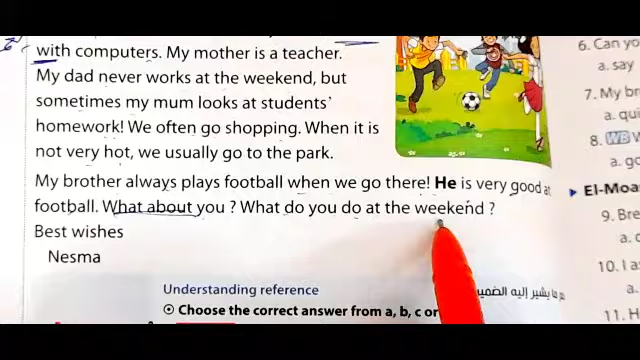 with computers. My mother is a teacher.
My dad never works at the weekend, but
sometimes my mum looks at students'
homework! We often go shopping. When it is
not very hot, we usually go to the park.
My brother always plays football when we go there! He is very good at
football. What about you ? What do you do at the weekend ?
Best wishes
Nesma
Understanding reference
Choose the correct answer from a, b, c or
ما يشير إليه الضمير
6. Can yo
a. say
7. My br
a. qui
8. WB W
a. go
El-Moa
9. Bre
a. c
10. I a
a.
11. H